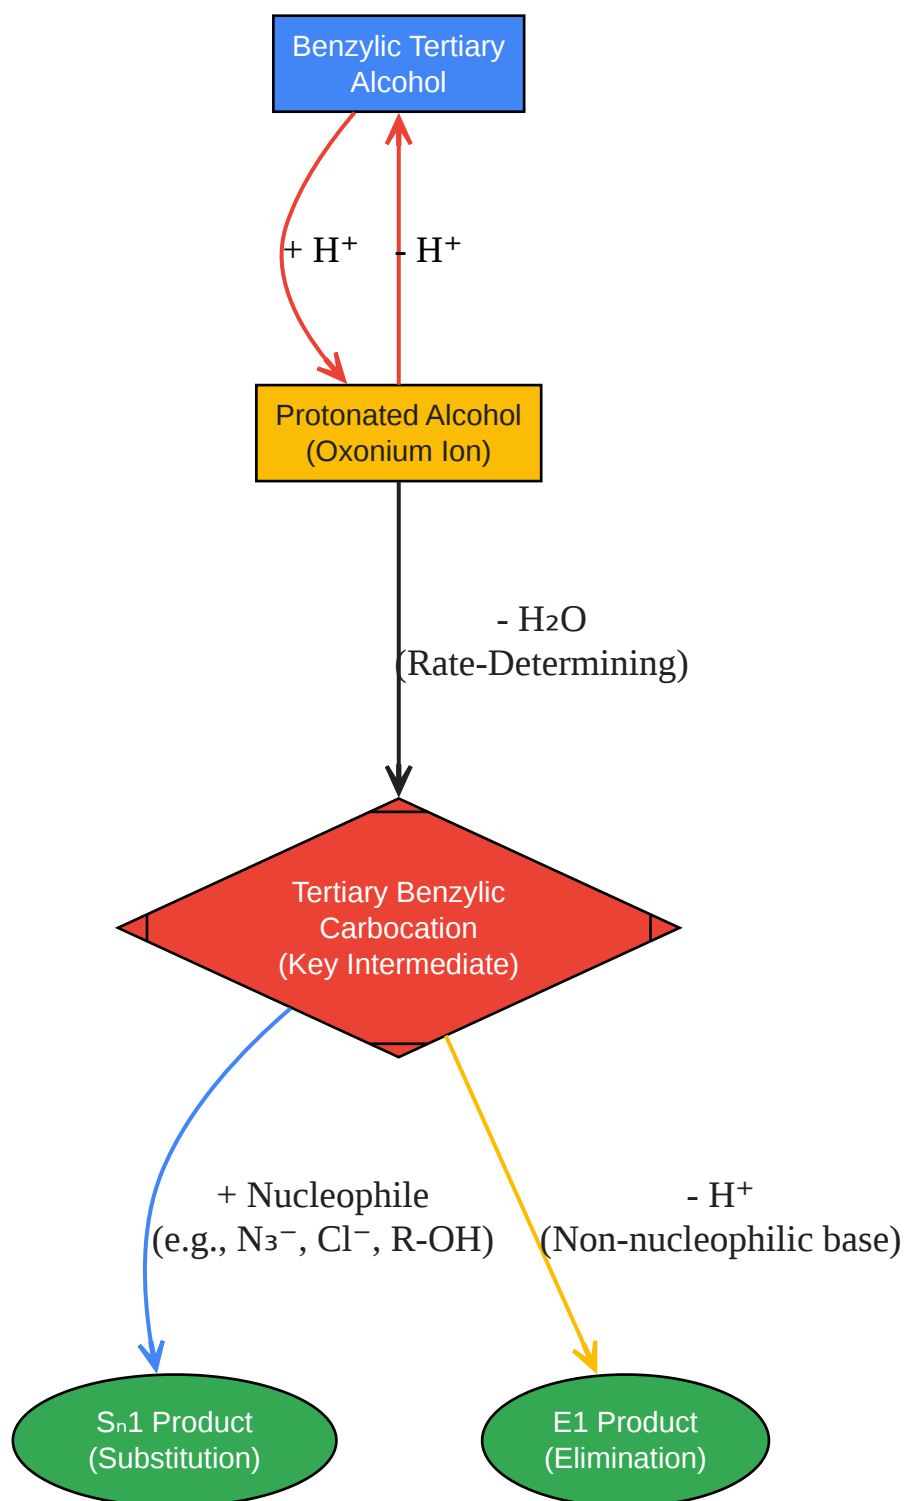 Benzylic Tertiary
Alcohol
+ H⁺
- H⁺
Protonated Alcohol
(Oxonium Ion)
- H₂O
(Rate-Determining)
Tertiary Benzylic
Carbocation
(Key Intermediate)
+ Nucleophile
(e.g., N₃⁻, Cl⁻, R-OH)
- H⁺
(Non-nucleophilic base)
Sₙ1 Product
(Substitution)
E1 Product
(Elimination)